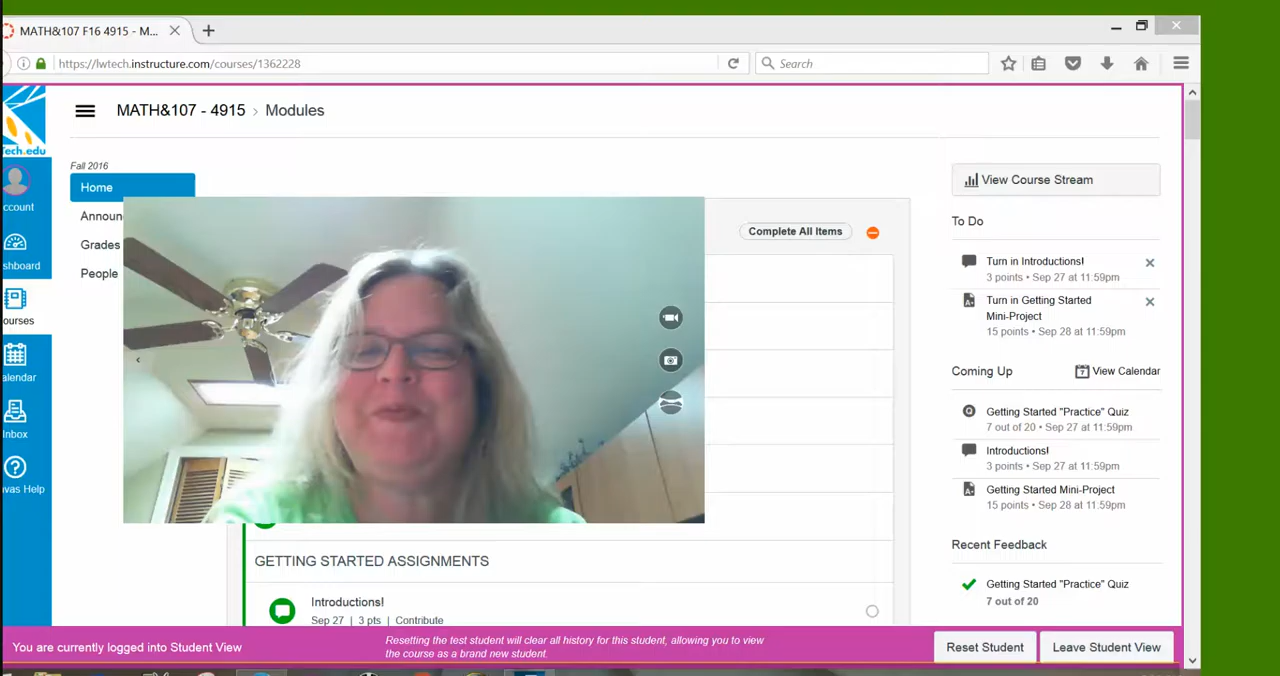 MATH&107 F16 4915 - M...
https://lwtech.instructure.com/courses/1362228
Search
Tech.edu
MATH&107 - 4915 > Modules
ccount
shboard
ourses
alendar
Inbox
nvas Help
Fall 2016
Home
Announ
Grades
People
Complete All Items
GETTING STARTED ASSIGNMENTS
Introductions!
Sep 27 | 3 pts | Contribute
View Course Stream
To Do
Turn in Introductions!
3 points • Sep 27 at 11:59pm
Turn in Getting Started
Mini-Project
15 points • Sep 28 at 11:59pm
Coming Up
View Calendar
Getting Started "Practice" Quiz
7 out of 20 • Sep 27 at 11:59pm
Introductions!
3 points • Sep 27 at 11:59pm
Getting Started Mini-Project
15 points • Sep 28 at 11:59pm
Recent Feedback
Getting Started "Practice" Quiz
7 out of 20
You are currently logged into Student View
Resetting the test student will clear all history for this student, allowing you to view
the course as a brand new student.
Reset Student
Leave Student View